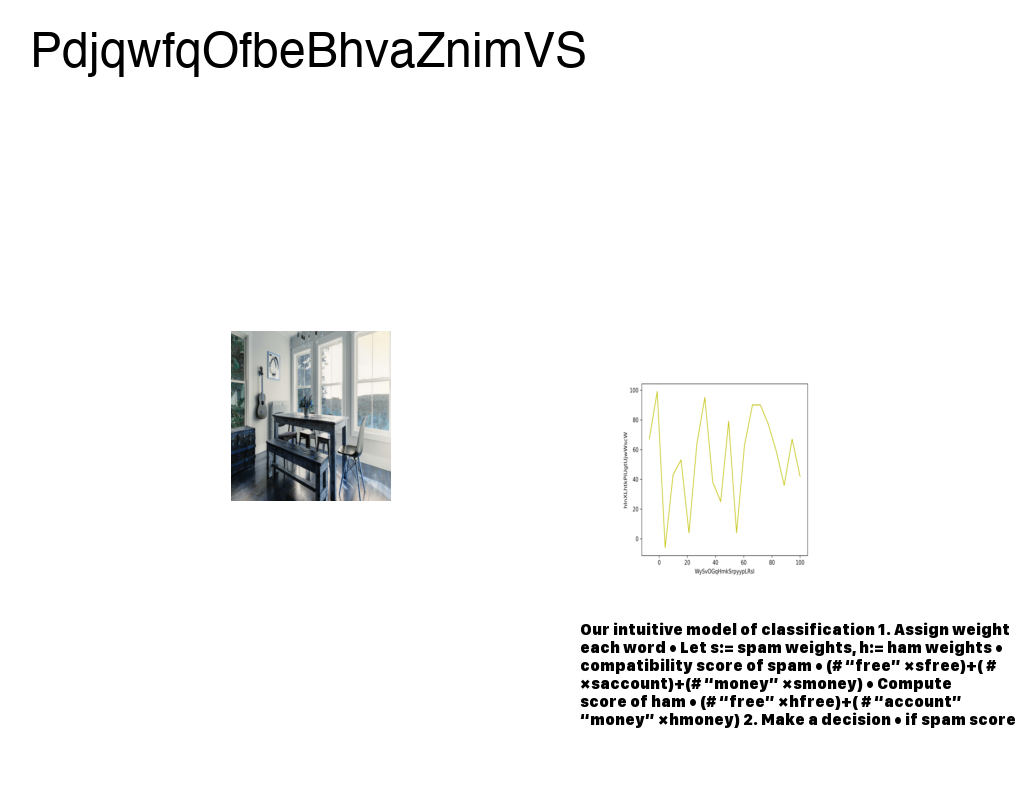 PdjqwfqOfbeBhvaZnimVS
100
80
60
40
20
0
0 20 40 60 80 100
WySvOGqHmkSrpyypLRsl
Our intuitive model of classification 1. Assign weight
each word • Let s:= spam weights, h:= ham weights •
compatibility score of spam • (# “free” ×sfree)+( #
×saccount)+(# “money” ×smoney) • Compute
score of ham • (# “free” ×hfree)+( # “account”
“money” ×hmoney) 2. Make a decision • if spam score